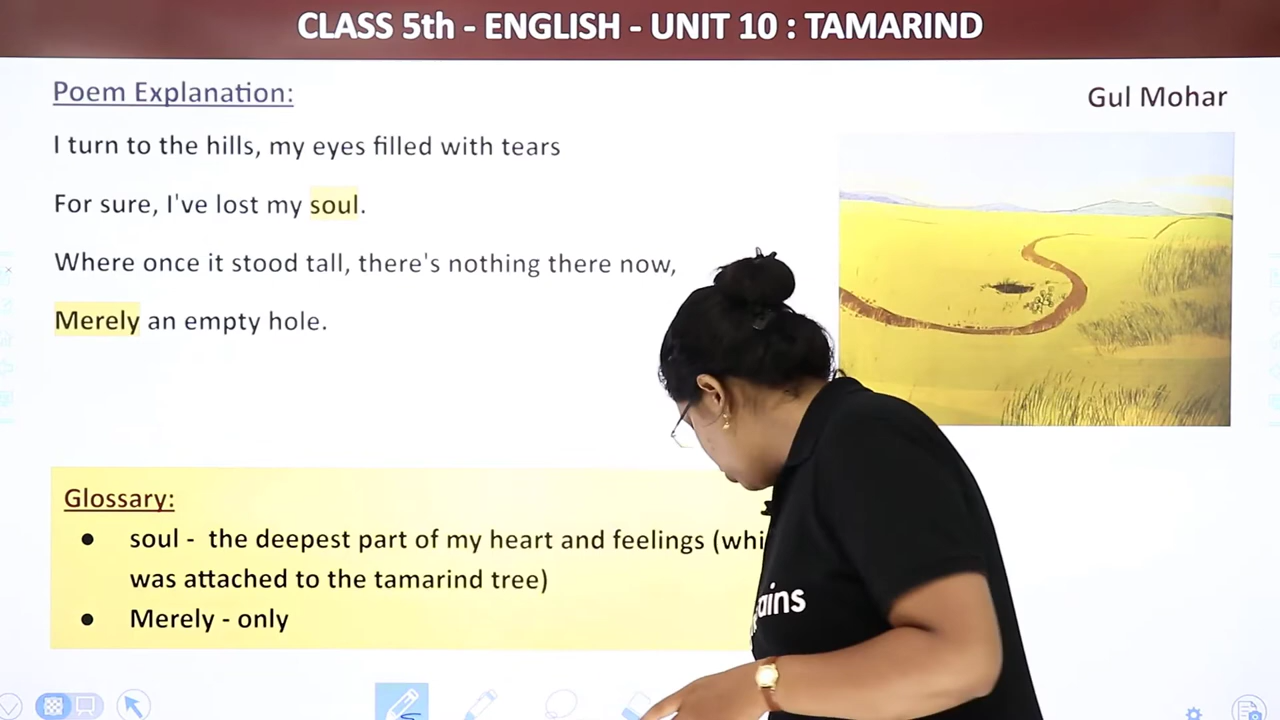 CLASS 5th - ENGLISH - UNIT 10 : TAMARIND
Poem Explanation:
Gul Mohar
I turn to the hills, my eyes filled with tears
For sure, I've lost my soul.
Where once it stood tall, there's nothing there now,
Merely an empty hole.
Glossary:
● soul - the deepest part of my heart and feelings (whi
was attached to the tamarind tree)
● Merely - only
ains